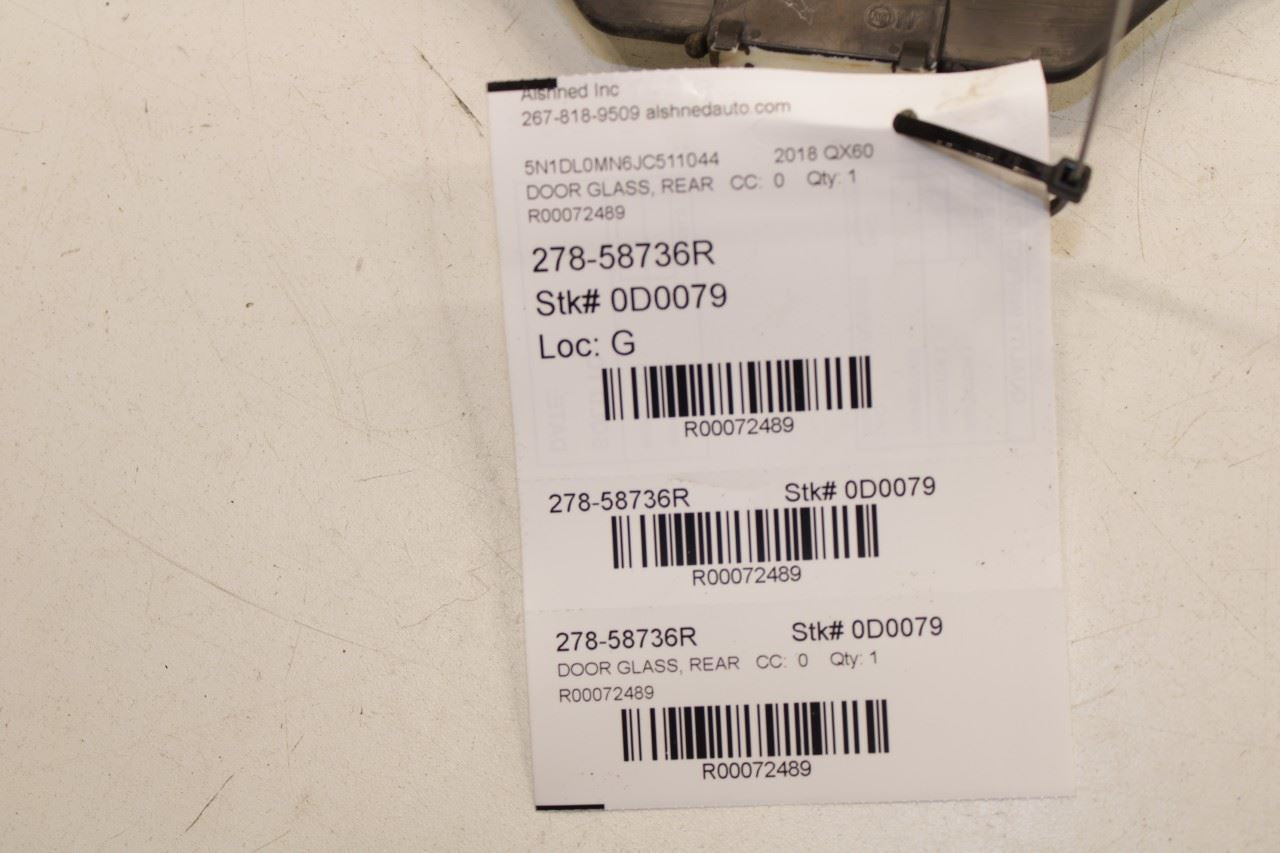 Alshned Inc
267-818-9509 alshnedauto.com
5N1DL0MN6JC511044 2018 QX60
DOOR GLASS, REAR CC: 0 Qty: 1
R00072489
278-58736R
Stk# 0D0079
Loc: G
R00072489
278-58736R Stk# 0D0079
R00072489
278-58736R Stk# 0D0079
DOOR GLASS, REAR CC: 0 Qty: 1
R00072489
R00072489